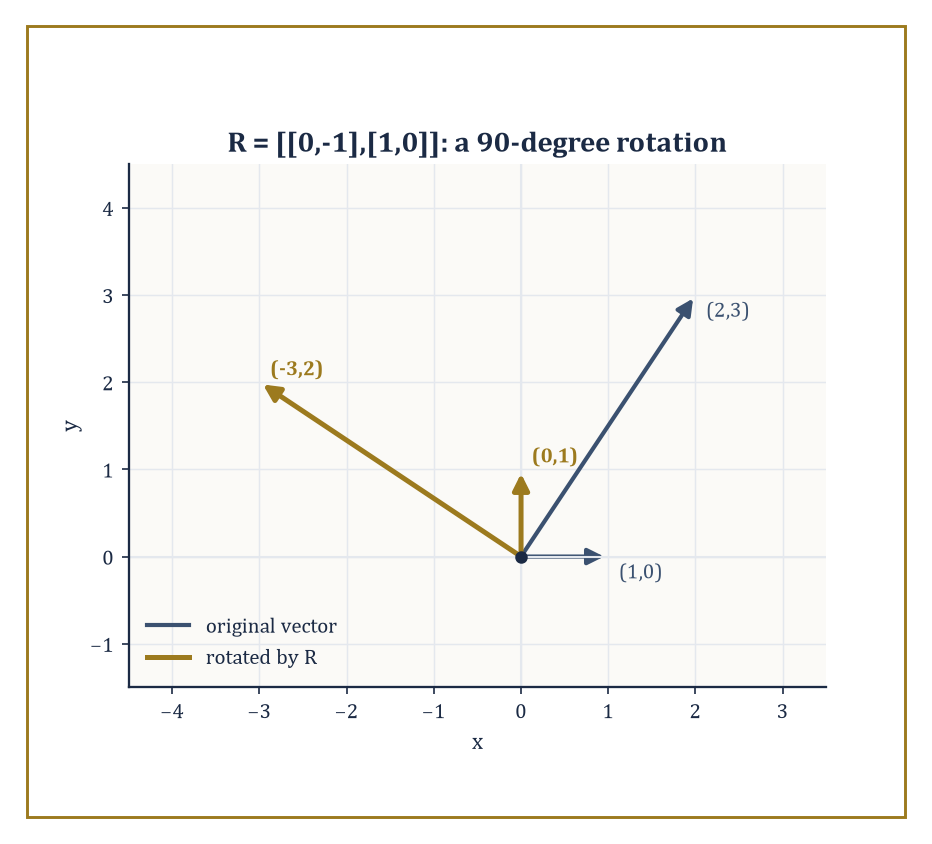 R = [[0,-1],[1,0]]: a 90-degree rotation
4
3
(2,3)
(-3,2)
2
y
(0,1)
1
0
(1,0)
original vector
−1
rotated by R
−4 −3 −2 −1 0 1 2 3
x